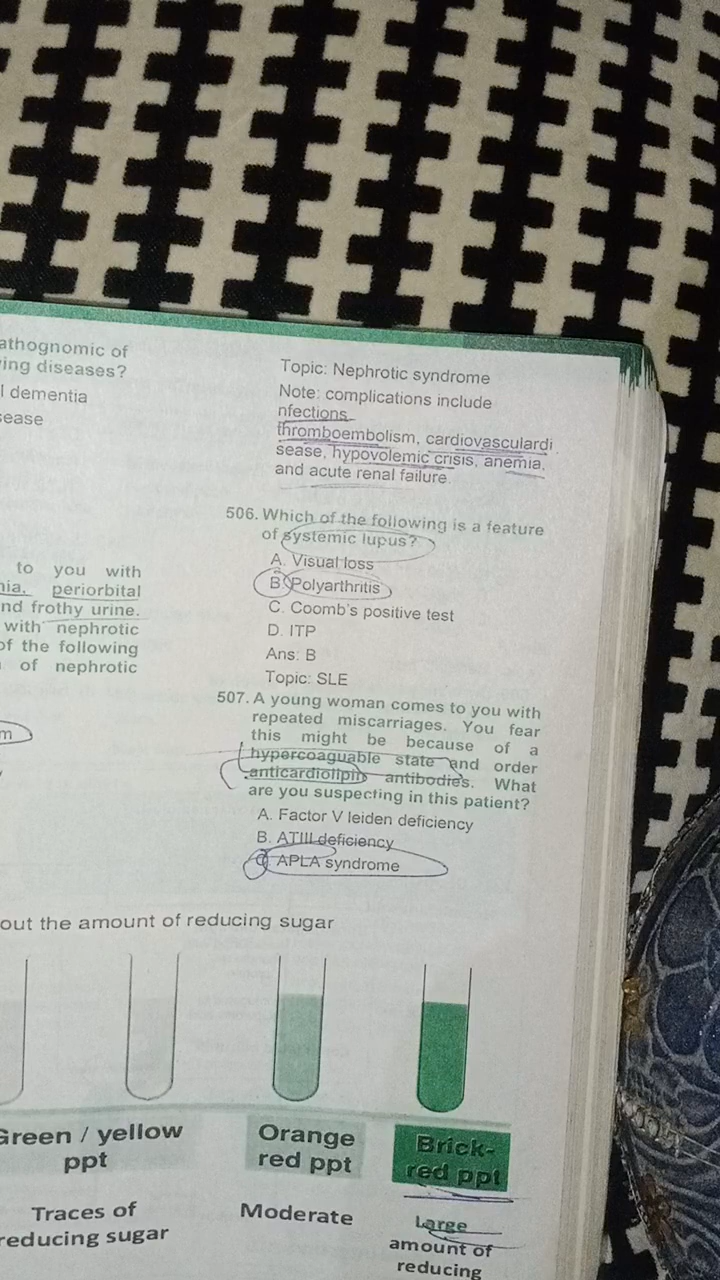 athognomic of
ing diseases?
l dementia
sease
to you with
nia, periorbital
nd frothy urine.
with nephrotic
of the following
of nephrotic
m
Topic: Nephrotic syndrome
Note: complications include
nfections
thromboembolism, cardiovasculardi
sease, hypovolemic crisis, anemia,
and acute renal failure.
506. Which of the following is a feature
of systemic lupus?
A. Visual loss
B. Polyarthritis
C. Coomb's positive test
D. ITP
Ans: B
Topic: SLE
507. A young woman comes to you with
repeated miscarriages. You fear
this might be because of a
hypercoaguable state and order
anticardiolipin antibodies. What
are you suspecting in this patient?
A. Factor V leiden deficiency
B. ATIII deficiency
C. APLA syndrome
out the amount of reducing sugar
Green / yellow
ppt
Orange
red ppt
Brick-
red ppt
Traces of
reducing sugar
Moderate
Large
amount of
reducing